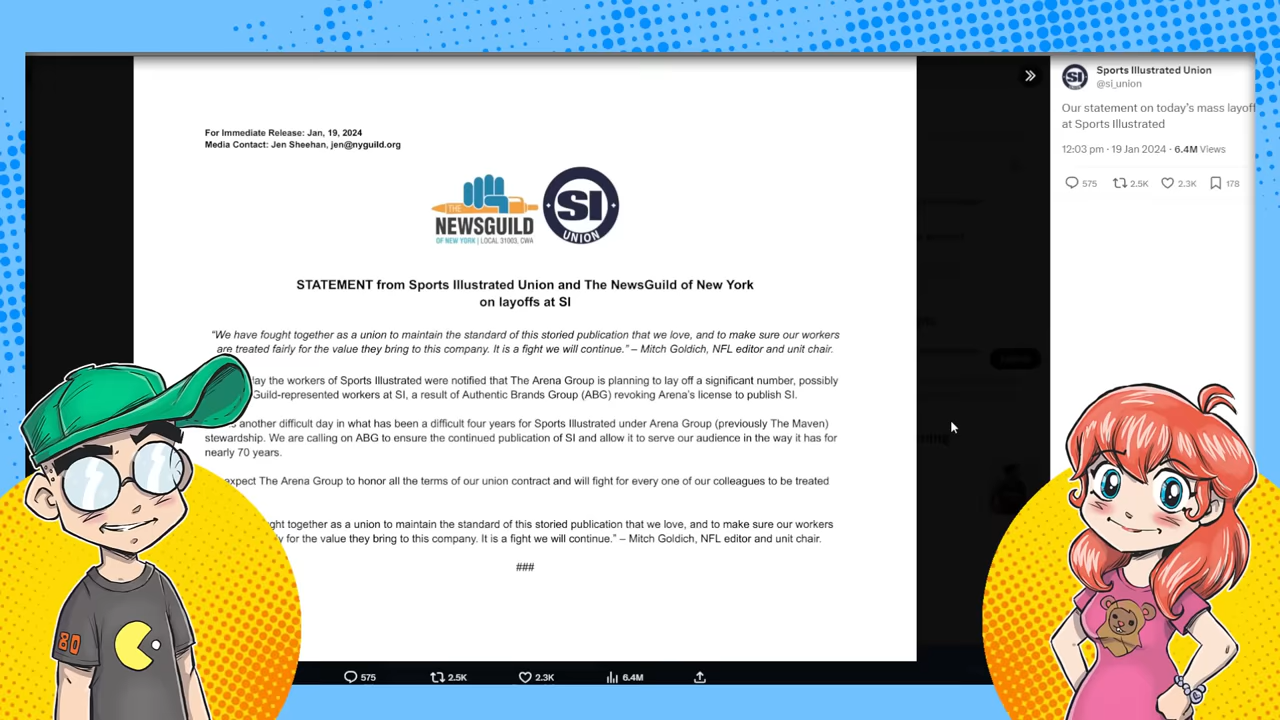 For Immediate Release: Jan, 19, 2024
Media Contact: Jen Sheehan, jen@nyguild.org
THE
NEWSGUILD
OF NEW YORK | LOCAL 31003, CWA
SI
UNION
STATEMENT from Sports Illustrated Union and The NewsGuild of New York
on layoffs at SI
"We have fought together as a union to maintain the standard of this storied publication that we love, and to make sure our workers
are treated fairly for the value they bring to this company. It is a fight we will continue." – Mitch Goldich, NFL editor and unit chair.
the workers of Sports Illustrated were notified that The Arena Group is planning to lay off a significant number, possibly
Guild-represented workers at SI, a result of Authentic Brands Group (ABG) revoking Arena's license to publish SI.
another difficult day in what has been a difficult four years for Sports Illustrated under Arena Group (previously The Maven)
stewardship. We are calling on ABG to ensure the continued publication of SI and allow it to serve our audience in the way it has for
nearly 70 years.
expect The Arena Group to honor all the terms of our union contract and will fight for every one of our colleagues to be treated
together as a union to maintain the standard of this storied publication that we love, and to make sure our workers
for the value they bring to this company. It is a fight we will continue." – Mitch Goldich, NFL editor and unit chair.
###
575 2.5K 2.3K 6.4M
SI
UNION
Sports Illustrated Union
@si_union
Our statement on today's mass layoff
at Sports Illustrated
12:03 pm · 19 Jan 2024 · 6.4M Views
575 2.5K 2.3K 178
80